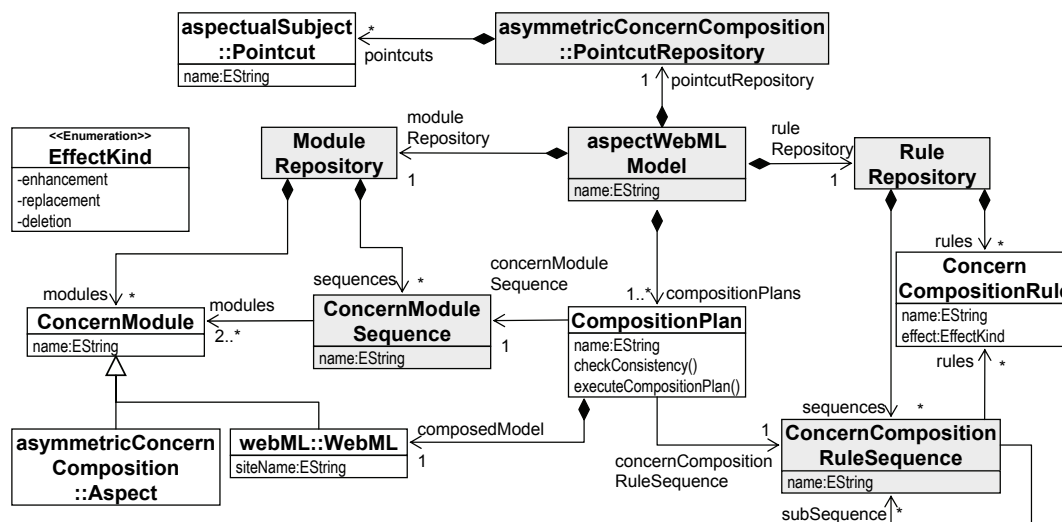 aspectualSubject
::Pointcut
name:EString
*
pointcuts
asymmetricConcernComposition
::PointcutRepository
1
pointcutRepository
<<Enumeration>>
EffectKind
-enhancement
-replacement
-deletion
Module
Repository
module
Repository
1
aspectWebML
Model
name:EString
rule
Repository
1
Rule
Repository
modules
*
sequences
*
concernModule
Sequence
1..*
compositionPlans
rules
*
ConcernModule
name:EString
modules
2..*
ConcernModule
Sequence
name:EString
1
CompositionPlan
name:EString
checkConsistency()
executeCompositionPlan()
Concern
CompositionRule
name:EString
effect:EffectKind
rules
*
asymmetricConcern
Composition
::Aspect
webML::WebML
siteName:EString
composedModel
1
concernComposition
RuleSequence
1
sequences
*
ConcernComposition
RuleSequence
name:EString
subSequence
*